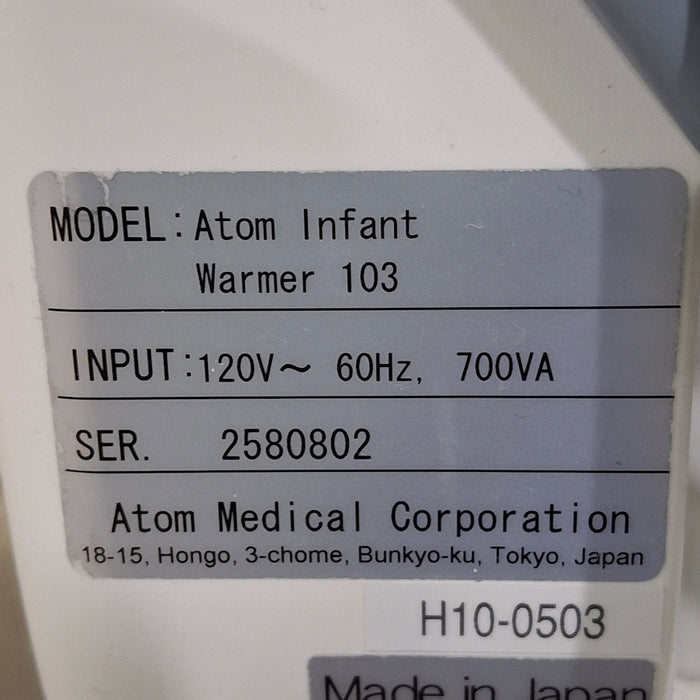 MODEL: Atom Infant
Warmer 103
INPUT: 120V~ 60Hz, 700VA
SER. 2580802
Atom Medical Corporation
18-15, Hongo, 3-chome, Bunkyo-ku, Tokyo, Japan
H10-0503
Made in Japan